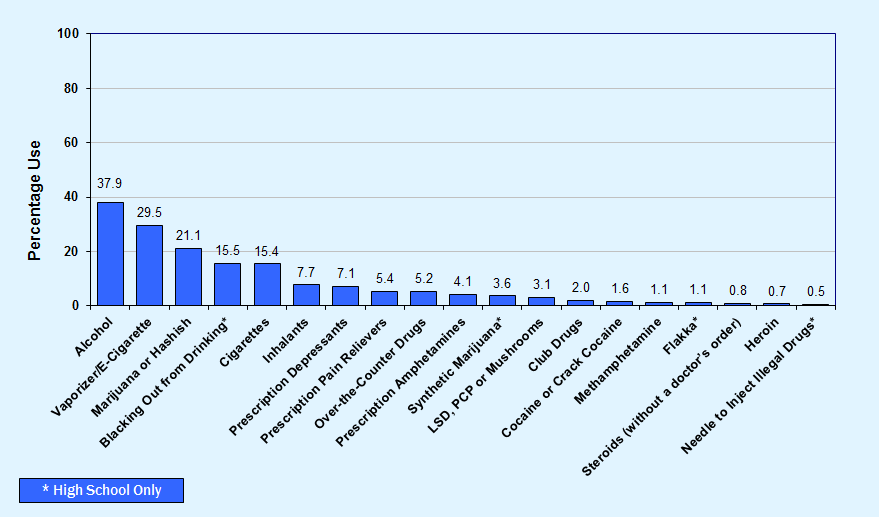 100
80
60
40
20
0
Percentage Use
37.9
29.5
21.1
15.5
15.4
7.7
7.1
5.4
5.2
4.1
3.6
3.1
2.0
1.6
1.1
1.1
0.8
0.7
0.5
Alcohol
Vaporizer/E-Cigarette
Marijuana or Hashish
Blacking Out from Drinking*
Cigarettes
Inhalants
Prescription Depressants
Prescription Pain Relievers
Over-the-Counter Drugs
Prescription Amphetamines
Synthetic Marijuana*
LSD, PCP or Mushrooms
Club Drugs
Cocaine or Crack Cocaine
Methamphetamine
Flakka*
Steroids (without a doctor's order)
Heroin
Needle to Inject Illegal Drugs*
* High School Only